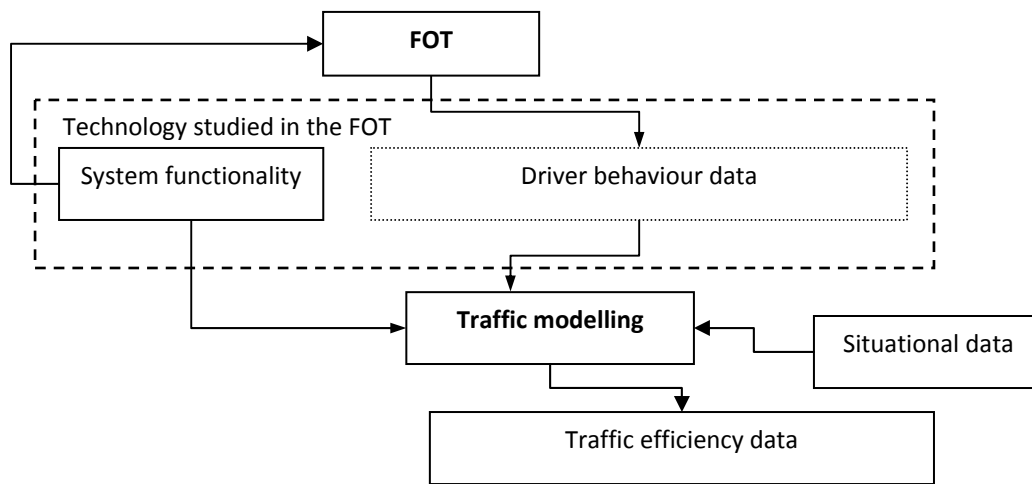 FOT
Technology studied in the FOT
System functionality
Driver behaviour data
Traffic modelling
Situational data
Traffic efficiency data